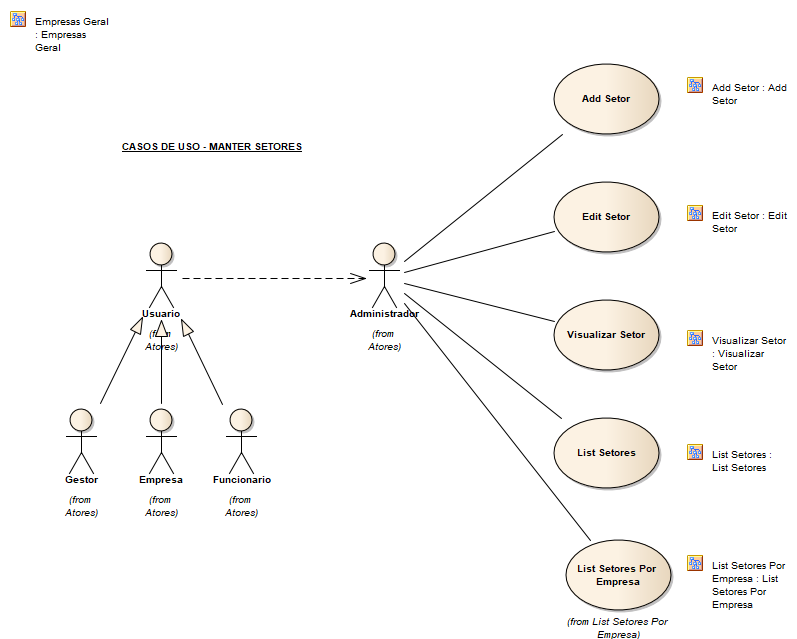 Empresas Geral
: Empresas
Geral
CASOS DE USO - MANTER SETORES
Add Setor
Add Setor : Add
Setor
Edit Setor
Edit Setor : Edit
Setor
Usuario
(from
Atores)
Administrador
(from
Atores)
Visualizar Setor
Visualizar Setor
: Visualizar
Setor
Gestor
(from
Atores)
Empresa
(from
Atores)
Funcionario
(from
Atores)
List Setores
List Setores :
List Setores
List Setores Por
Empresa
(from List Setores Por
Empresa)
List Setores Por
Empresa : List
Setores Por
Empresa